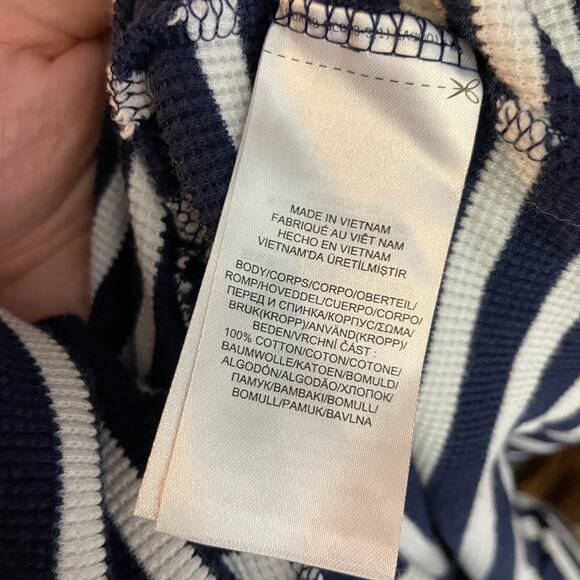 MADE IN VIETNAM
FABRIQUÉ AU VIÊT NAM
HECHO EN VIETNAM
VIETNAM'DA ÜRETİLMİŞTİR
BODY/CORPS/CORPO/OBERTEIL/
ROMP/HOVEDDEL/CUERPO/CORPO/
ПЕРЕД И СПИНКА/КОРПУС/ΣΩΜΑ/
BRUK(KROPP)/ANVÄND(KROPP)/
BEDEN/VRCHNÍ ČÁST :
100% COTTON/COTON/COTONE/
BAUMWOLLE/KATOEN/BOMULD/
ALGODÓN/ALGODÃO/ХЛОПОК/
ПАМУК/BAMBAKI/BOMULL/
BOMULL/PAMUK/BAVLNA